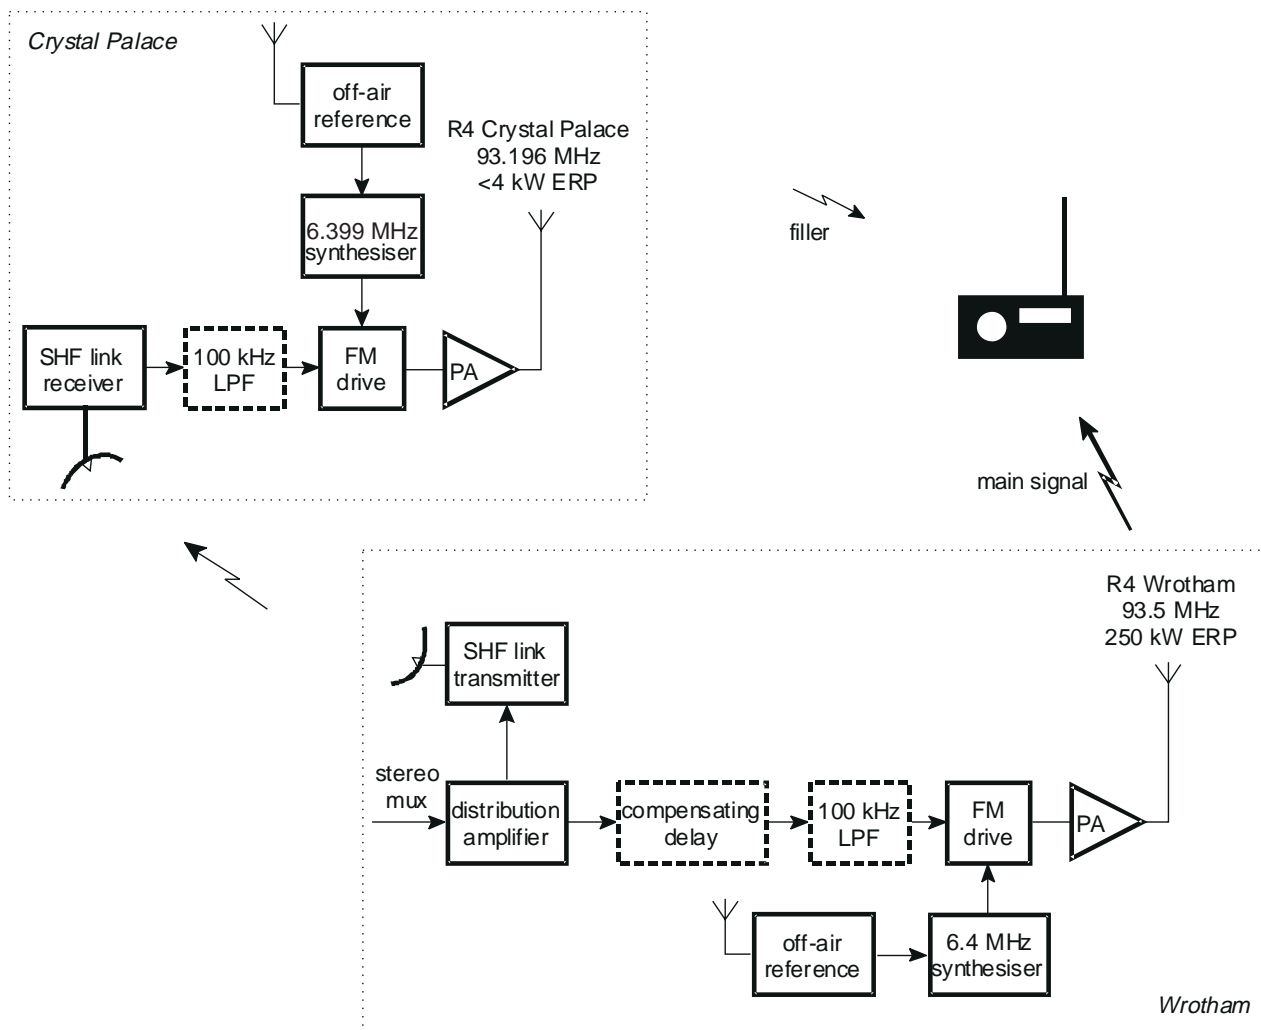 Crystal Palace
off-air
reference
R4 Crystal Palace
93.196 MHz
<4 kW ERP
6.399 MHz
synthesiser
filler
SHF link
receiver
100 kHz
LPF
FM
drive
PA
main signal
R4 Wrotham
93.5 MHz
250 kW ERP
SHF link
transmitter
stereo
mux
distribution
amplifier
compensating
delay
100 kHz
LPF
FM
drive
PA
off-air
reference
6.4 MHz
synthesiser
Wrotham